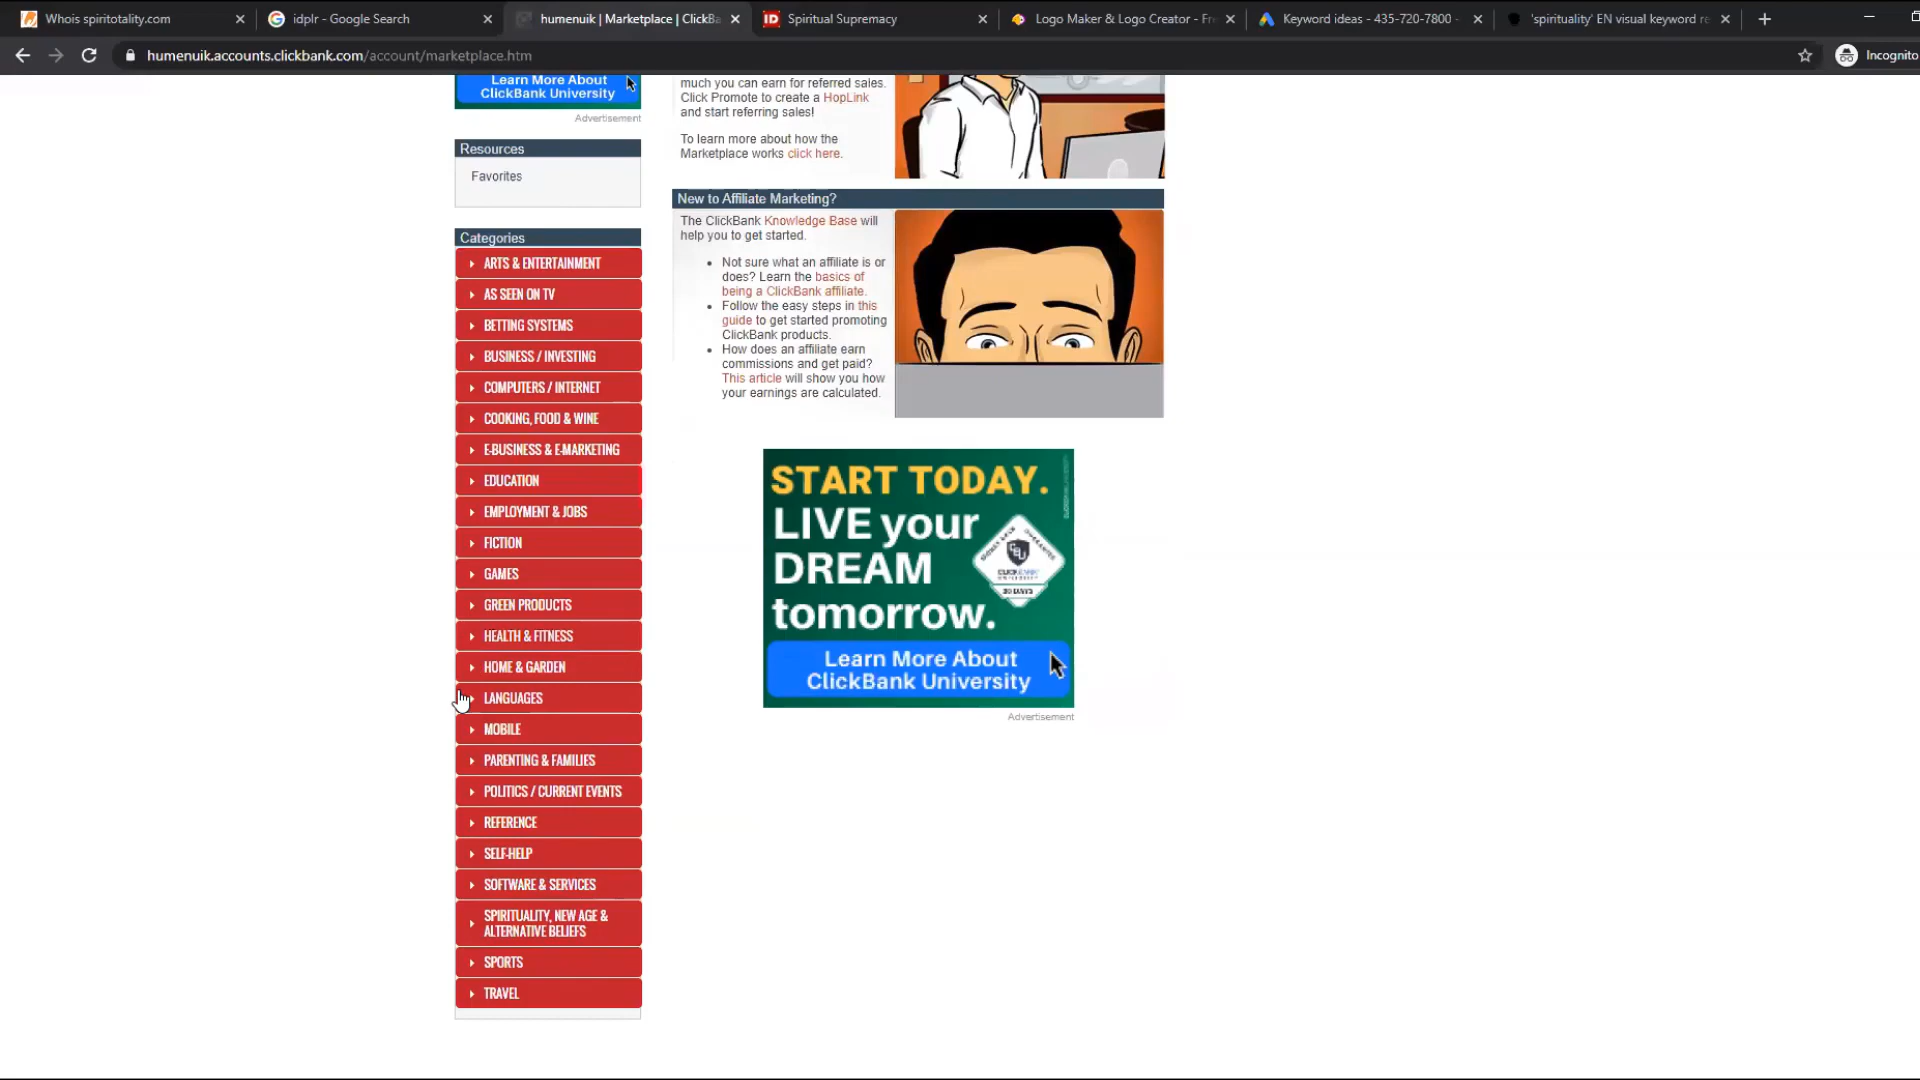 Whois spiritotality.com
idplr - Google Search
humenuik | Marketplace | ClickBa
Spiritual Supremacy
Logo Maker & Logo Creator - Fre
Keyword ideas - 435-720-7800 -
'spirituality' EN visual keyword re
humenuik.accounts.clickbank.com/account/marketplace.htm
Incognito
Learn More About
ClickBank University
Advertisement
Resources
Favorites
Categories
ARTS & ENTERTAINMENT
AS SEEN ON TV
BETTING SYSTEMS
BUSINESS / INVESTING
COMPUTERS / INTERNET
COOKING, FOOD & WINE
E-BUSINESS & E-MARKETING
EDUCATION
EMPLOYMENT & JOBS
FICTION
GAMES
GREEN PRODUCTS
HEALTH & FITNESS
HOME & GARDEN
LANGUAGES
MOBILE
PARENTING & FAMILIES
POLITICS / CURRENT EVENTS
REFERENCE
SELF-HELP
SOFTWARE & SERVICES
SPIRITUALITY, NEW AGE &
ALTERNATIVE BELIEFS
SPORTS
TRAVEL
much you can earn for referred sales.
Click Promote to create a HopLink
and start referring sales!
To learn more about how the
Marketplace works click here.
New to Affiliate Marketing?
The ClickBank Knowledge Base will
help you to get started.
Not sure what an affiliate is or
does? Learn the basics of
being a ClickBank affiliate.
Follow the easy steps in this
guide to get started promoting
ClickBank products.
How does an affiliate earn
commissions and get paid?
This article will show you how
your earnings are calculated.
START TODAY.
LIVE your
DREAM
tomorrow.
Learn More About
ClickBank University
Advertisement